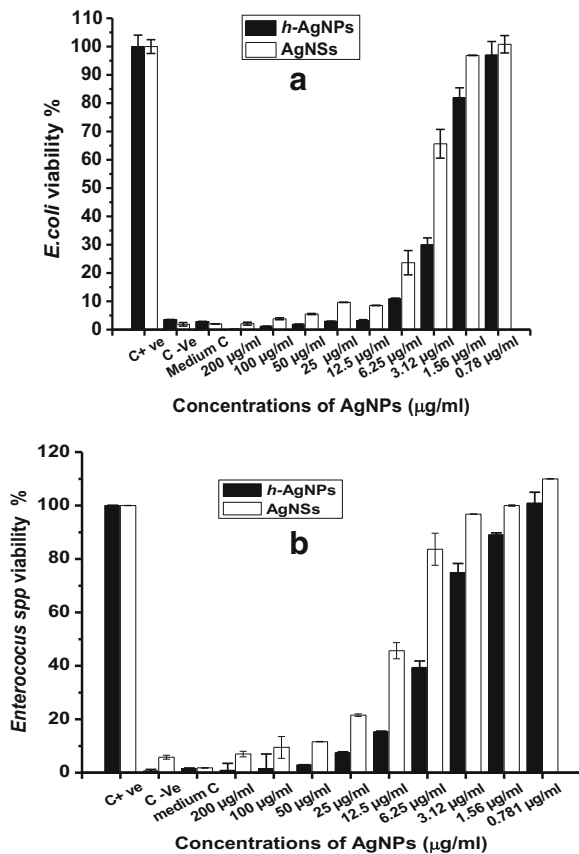 h-AgNPs
AgNSs
a
110
100
90
80
70
60
50
40
30
20
10
0
E.coli viability %
C+ ve
C -Ve
Medium C
200 µg/ml
100 µg/ml
50 µg/ml
25 µg/ml
12.5 µg/ml
6.25 µg/ml
3.12 µg/ml
1.56 µg/ml
0.78 µg/ml
Concentrations of AgNPs (µg/ml)
h-AgNPs
AgNSs
b
120
100
80
60
40
20
0
Enterococus spp viability %
C+ ve
C -Ve
medium C
200 µg/ml
100 µg/ml
50 µg/ml
25 µg/ml
12.5 µg/ml
6.25 µg/ml
3.12 µg/ml
1.56 µg/ml
0.781 µg/ml
Concentrations of AgNPs (µg/ml)